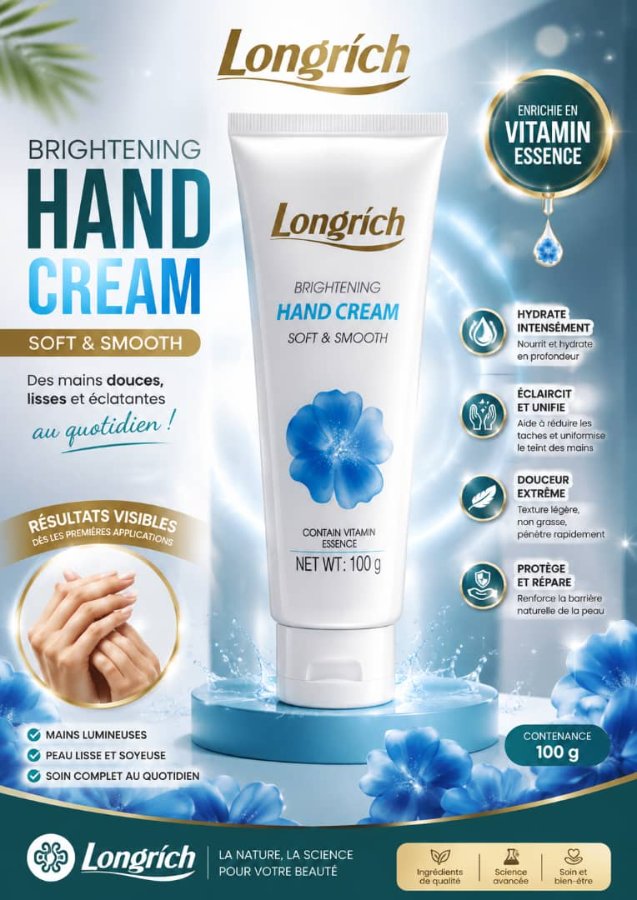 Longrích
BRIGHTENING
HAND
CREAM
SOFT & SMOOTH
Des mains douces,
lisses et éclatantes
au quotidien !
RÉSULTATS VISIBLES
DÈS LES PREMIÈRES APPLICATIONS
MAINS LUMINEUSES
PEAU LISSE ET SOYEUSE
SOIN COMPLET AU QUOTIDIEN
Longrích
BRIGHTENING
HAND CREAM
SOFT & SMOOTH
CONTAIN VITAMIN
ESSENCE
NET WT: 100 g
ENRICHIE EN
VITAMIN
ESSENCE
HYDRATE
INTENSÉMENT
Nourrit et hydrate
en profondeur
ÉCLAIRCIT
ET UNIFIE
Aide à réduire les
taches et uniformise
le teint des mains
DOUCEUR
EXTRÊME
Texture légère,
non grasse,
pénètre rapidement
PROTÈGE
ET RÉPARE
Renforce la barrière
naturelle de la peau
CONTENANCE
100 g
Longrích
LA NATURE, LA SCIENCE
POUR VOTRE BEAUTÉ
Ingrédients
de qualité
Science
avancée
Soin et
bien-être